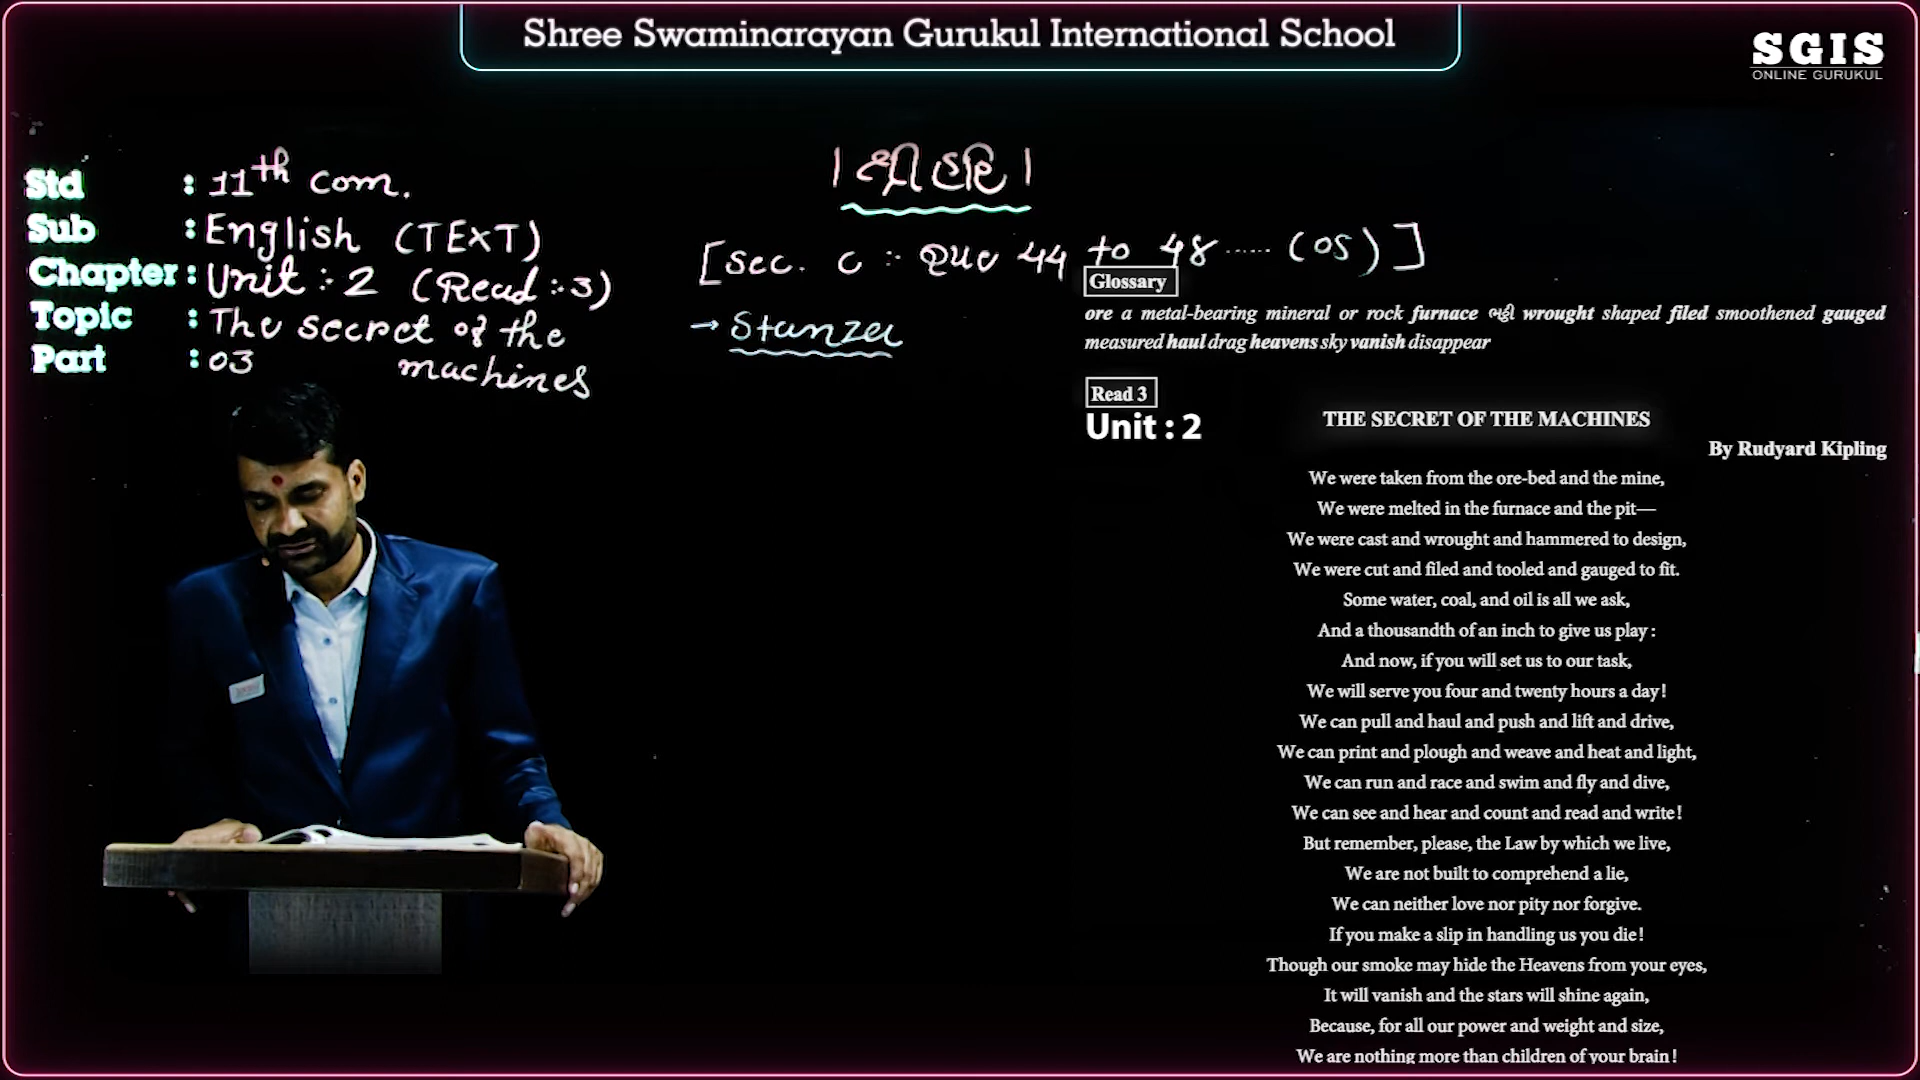 Shree Swaminarayan Gurukul International School
SGIS
ONLINE GURUKUL
। શ્રી હરિ ।
Std : 11th com.
Sub : English (TEXT)
Chapter : Unit :- 2 (Read :- 3)
Topic : The secret of the machines
Part : 03
[Sec. C :- Que 44 to 48 ...... (05)]
→ Stanza
Glossary
ore a metal-bearing mineral or rock furnace ભઠ્ઠી wrought shaped filed smoothened gauged
measured haul drag heavens sky vanish disappear
Read 3
Unit : 2
THE SECRET OF THE MACHINES
By Rudyard Kipling
We were taken from the ore-bed and the mine,
We were melted in the furnace and the pit—
We were cast and wrought and hammered to design,
We were cut and filed and tooled and gauged to fit.
Some water, coal, and oil is all we ask,
And a thousandth of an inch to give us play :
And now, if you will set us to our task,
We will serve you four and twenty hours a day !
We can pull and haul and push and lift and drive,
We can print and plough and weave and heat and light,
We can run and race and swim and fly and dive,
We can see and hear and count and read and write !
But remember, please, the Law by which we live,
We are not built to comprehend a lie,
We can neither love nor pity nor forgive.
If you make a slip in handling us you die !
Though our smoke may hide the Heavens from your eyes,
It will vanish and the stars will shine again,
Because, for all our power and weight and size,
We are nothing more than children of your brain !